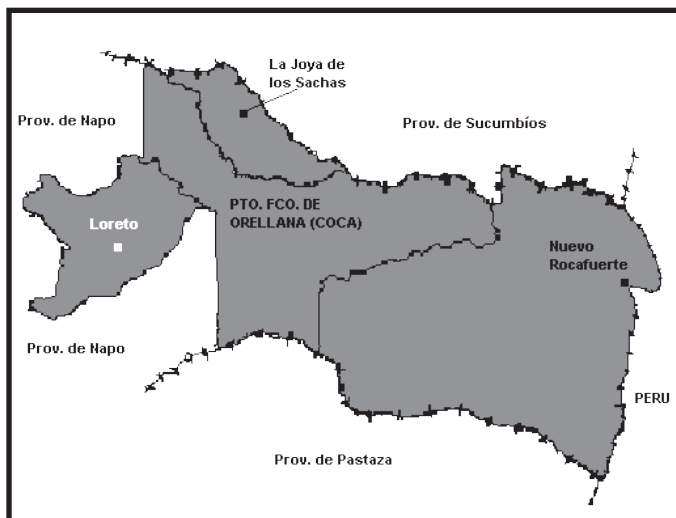 La Joya de
los Sachas
Prov. de Napo
Prov. de Sucumbíos
PTO. FCO. DE
ORELLANA (COCA)
Loreto
Nuevo
Rocafuerte
Prov. de Napo
PERU
Prov. de Pastaza